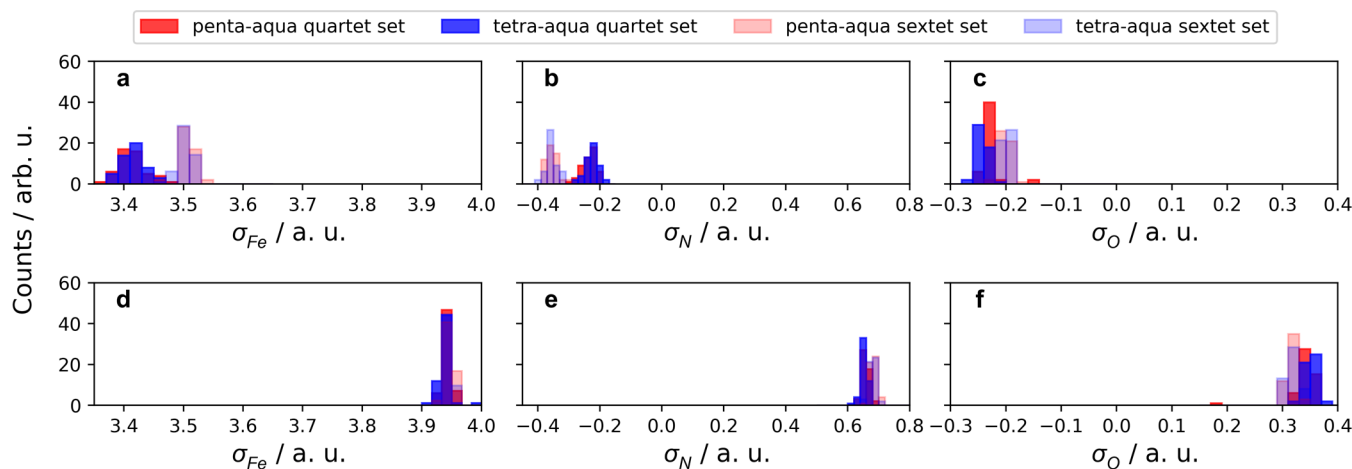 penta-aqua quartet set tetra-aqua quartet set penta-aqua sextet set tetra-aqua sextet set
Counts / arb. u.
a
60
40
20
0
3.4 3.5 3.6 3.7 3.8 3.9 4.0
σFe / a. u.
b
−0.4 −0.2 0.0 0.2 0.4 0.6 0.8
σN / a. u.
c
−0.3 −0.2 −0.1 0.0 0.1 0.2 0.3 0.4
σO / a. u.
d
60
40
20
0
3.4 3.5 3.6 3.7 3.8 3.9 4.0
σFe / a. u.
e
−0.4 −0.2 0.0 0.2 0.4 0.6 0.8
σN / a. u.
f
−0.3 −0.2 −0.1 0.0 0.1 0.2 0.3 0.4
σO / a. u.